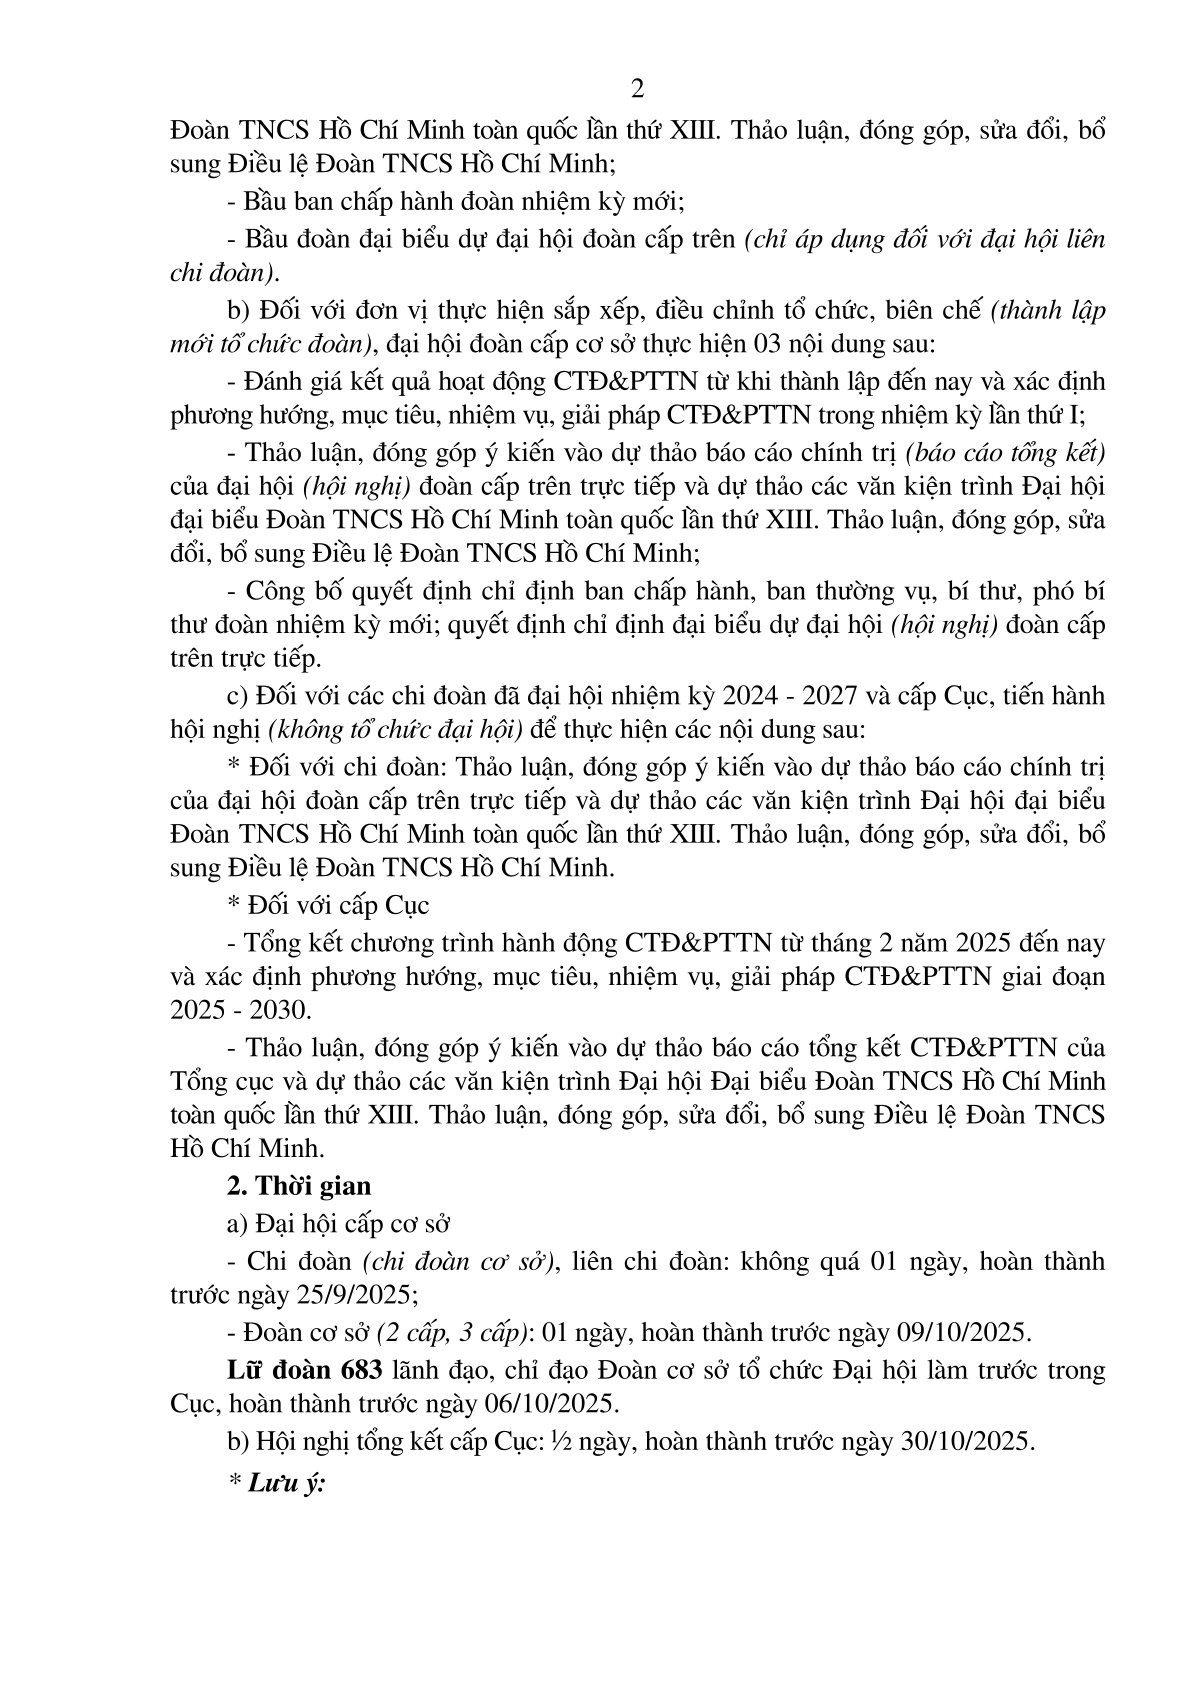 2
Đoàn TNCS Hồ Chí Minh toàn quốc lần thứ XIII. Thảo luận, đóng góp, sửa đổi, bổ
sung Điều lệ Đoàn TNCS Hồ Chí Minh;
- Bầu ban chấp hành đoàn nhiệm kỳ mới;
- Bầu đoàn đại biểu dự đại hội đoàn cấp trên (chỉ áp dụng đối với đại hội liên
chi đoàn).
b) Đối với đơn vị thực hiện sắp xếp, điều chỉnh tổ chức, biên chế (thành lập
mới tổ chức đoàn), đại hội đoàn cấp cơ sở thực hiện 03 nội dung sau:
- Đánh giá kết quả hoạt động CTĐ&PTTN từ khi thành lập đến nay và xác định
phương hướng, mục tiêu, nhiệm vụ, giải pháp CTĐ&PTTN trong nhiệm kỳ lần thứ I;
- Thảo luận, đóng góp ý kiến vào dự thảo báo cáo chính trị (báo cáo tổng kết)
của đại hội (hội nghị) đoàn cấp trên trực tiếp và dự thảo các văn kiện trình Đại hội
đại biểu Đoàn TNCS Hồ Chí Minh toàn quốc lần thứ XIII. Thảo luận, đóng góp, sửa
đổi, bổ sung Điều lệ Đoàn TNCS Hồ Chí Minh;
- Công bố quyết định chỉ định ban chấp hành, ban thường vụ, bí thư, phó bí
thư đoàn nhiệm kỳ mới; quyết định chỉ định đại biểu dự đại hội (hội nghị) đoàn cấp
trên trực tiếp.
c) Đối với các chi đoàn đã đại hội nhiệm kỳ 2024 - 2027 và cấp Cục, tiến hành
hội nghị (không tổ chức đại hội) để thực hiện các nội dung sau:
* Đối với chi đoàn: Thảo luận, đóng góp ý kiến vào dự thảo báo cáo chính trị
của đại hội đoàn cấp trên trực tiếp và dự thảo các văn kiện trình Đại hội đại biểu
Đoàn TNCS Hồ Chí Minh toàn quốc lần thứ XIII. Thảo luận, đóng góp, sửa đổi, bổ
sung Điều lệ Đoàn TNCS Hồ Chí Minh.
* Đối với cấp Cục
- Tổng kết chương trình hành động CTĐ&PTTN từ tháng 2 năm 2025 đến nay
và xác định phương hướng, mục tiêu, nhiệm vụ, giải pháp CTĐ&PTTN giai đoạn
2025 - 2030.
- Thảo luận, đóng góp ý kiến vào dự thảo báo cáo tổng kết CTĐ&PTTN của
Tổng cục và dự thảo các văn kiện trình Đại hội Đại biểu Đoàn TNCS Hồ Chí Minh
toàn quốc lần thứ XIII. Thảo luận, đóng góp, sửa đổi, bổ sung Điều lệ Đoàn TNCS
Hồ Chí Minh.
2. Thời gian
a) Đại hội cấp cơ sở
- Chi đoàn (chi đoàn cơ sở), liên chi đoàn: không quá 01 ngày, hoàn thành
trước ngày 25/9/2025;
- Đoàn cơ sở (2 cấp, 3 cấp): 01 ngày, hoàn thành trước ngày 09/10/2025.
Lữ đoàn 683 lãnh đạo, chỉ đạo Đoàn cơ sở tổ chức Đại hội làm trước trong
Cục, hoàn thành trước ngày 06/10/2025.
b) Hội nghị tổng kết cấp Cục: ½ ngày, hoàn thành trước ngày 30/10/2025.
* Lưu ý: